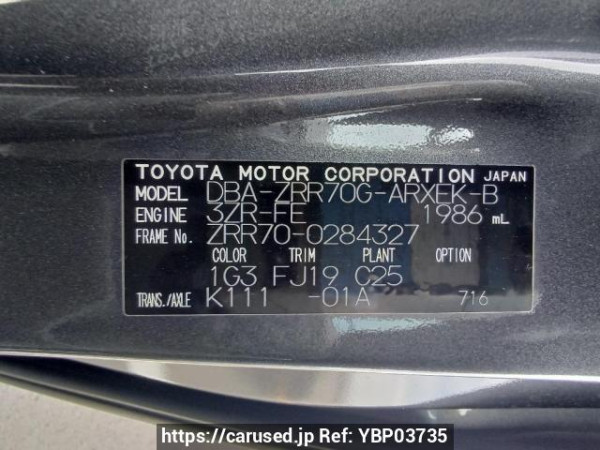 TOYOTA MOTOR CORPORATION JAPAN
MODEL DBA-ZRR70G-ARXEK-B
ENGINE 3ZR-FE 1986 mL
FRAME No. ZRR70-0284327
COLOR TRIM PLANT OPTION
1G3 FJ19 C25
TRANS./AXLE K111 -01A 716
https://carused.jp Ref: YBP03735